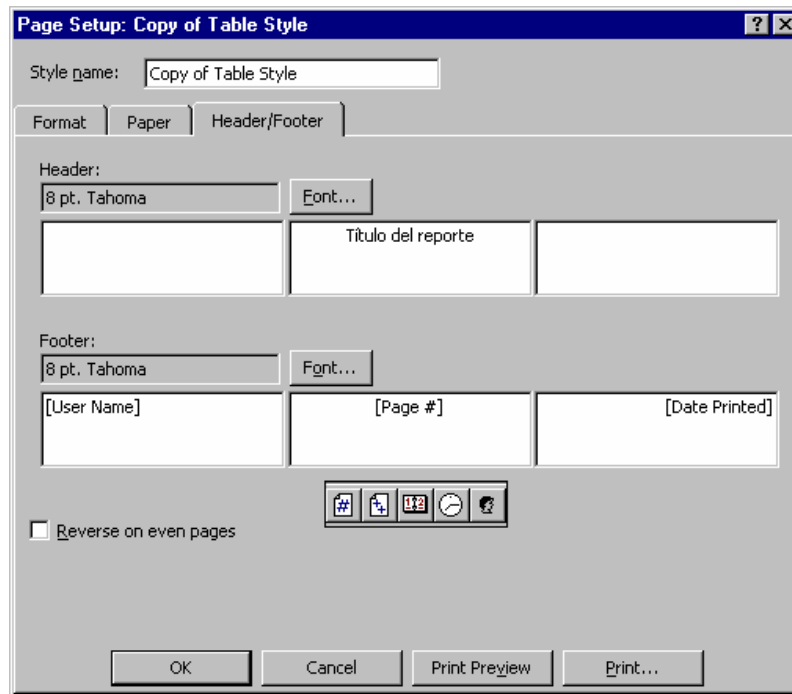 Page Setup: Copy of Table Style
Style name: Copy of Table Style
Format Paper Header/Footer
Header:
8 pt. Tahoma Font...
Título del reporte
Footer:
8 pt. Tahoma Font...
[User Name] [Page #] [Date Printed]
Reverse on even pages
OK Cancel Print Preview Print...